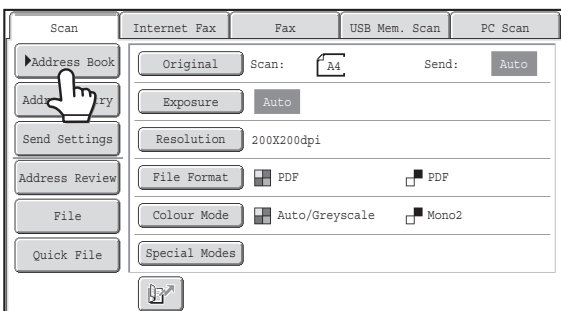 Scan Internet Fax Fax USB Mem. Scan PC Scan
Address Book Original Scan: A4 Send: Auto
Exposure Auto
Send Settings Resolution 200X200dpi
Address Review File Format PDF PDF
File Colour Mode Auto/Greyscale Mono2
Quick File Special Modes